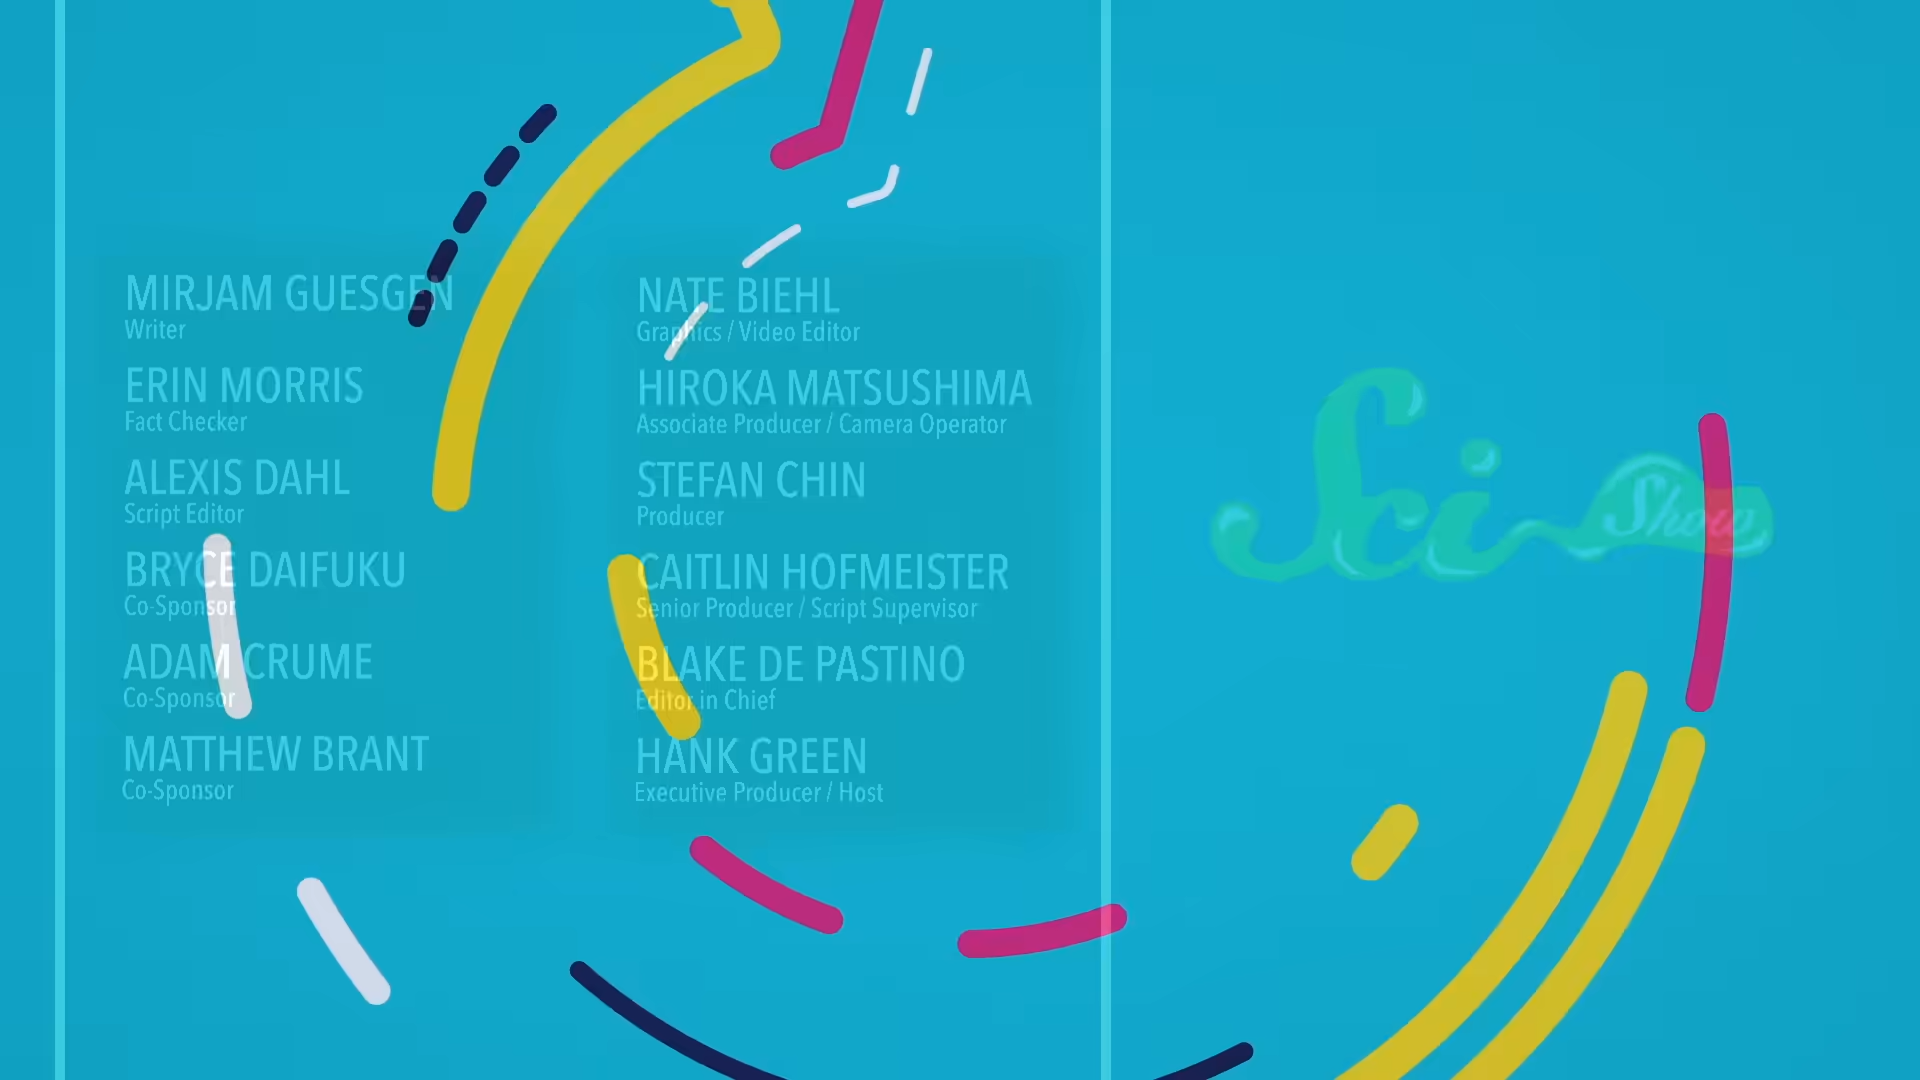 MIRJAM GUESGEN
Writer
ERIN MORRIS
Fact Checker
ALEXIS DAHL
Script Editor
BRYCE DAIFUKU
Co-Sponsor
ADAM CRUME
Co-Sponsor
MATTHEW BRANT
Co-Sponsor
NATE BIEHL
Graphics / Video Editor
HIROKA MATSUSHIMA
Associate Producer / Camera Operator
STEFAN CHIN
Producer
CAITLIN HOFMEISTER
Senior Producer / Script Supervisor
BLAKE DE PASTINO
Editor in Chief
HANK GREEN
Executive Producer / Host
Sci Show